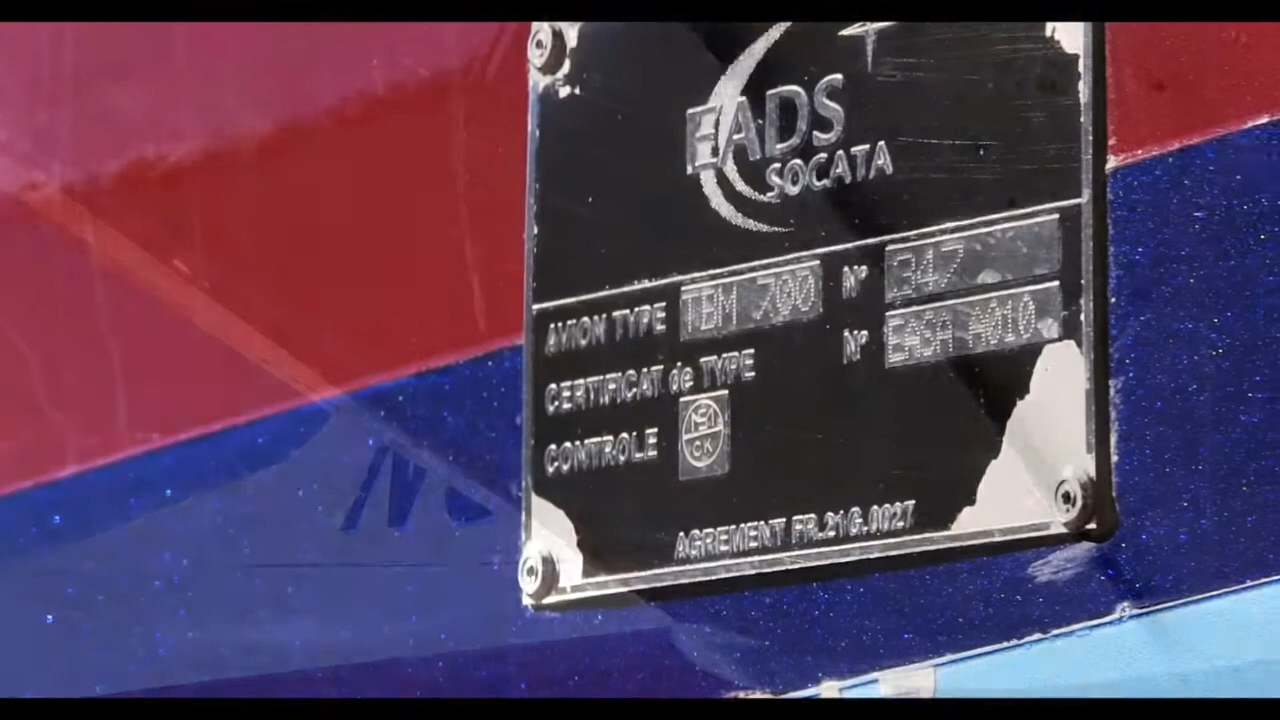 EADS
SOCATA
AVION TYPE TBM 700 N° 347
CERTIFICAT de TYPE N° EASA A010
CONTROLE
AGREMENT FR.21G.0027